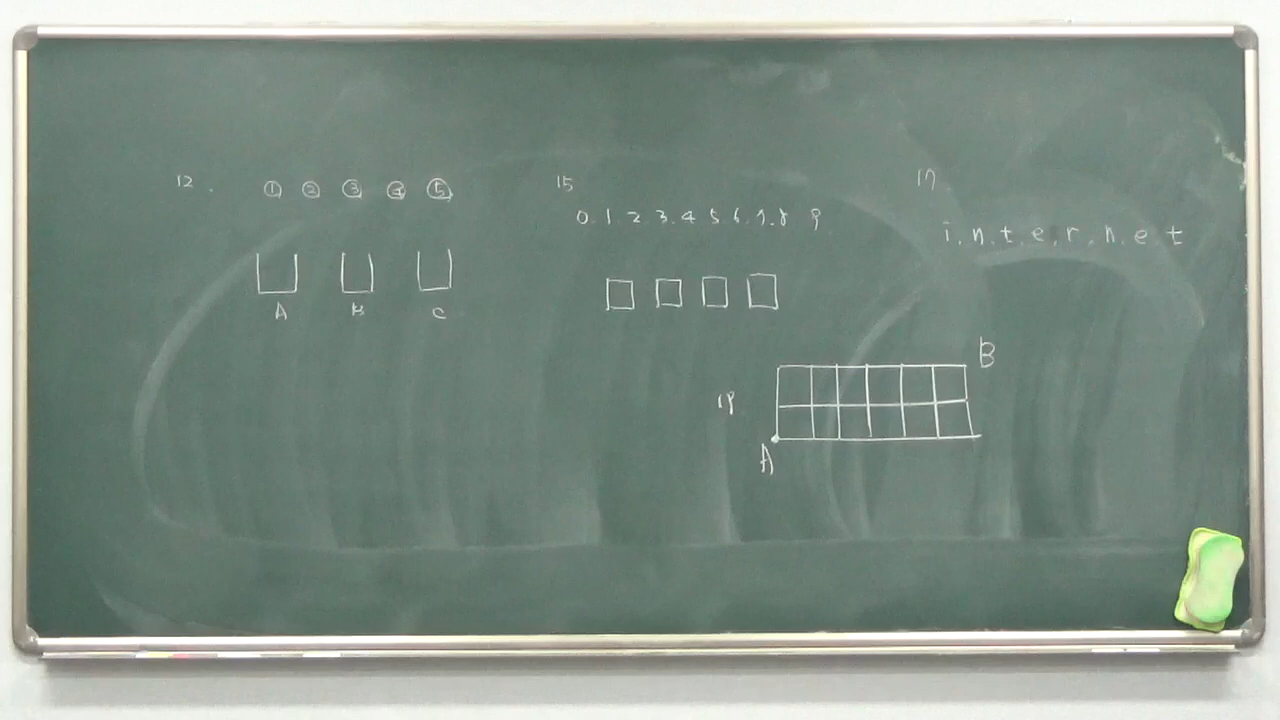 12. ① ② ③ ④ ⑤
A B C
15
0. 1. 2 3. 4 5 6. 7. 8 9
17
i. n. t. e. r. n. e. t
18
A
B